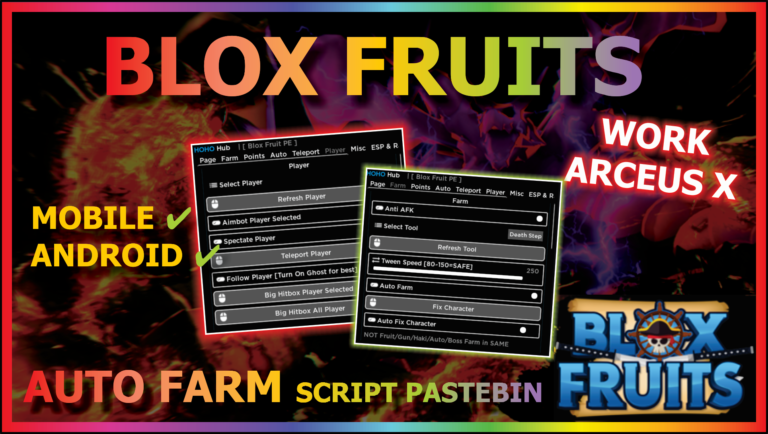 BLOX FRUITS
WORK
ARCEUS X
MOBILE ✓
ANDROID ✓
HOHO Hub | [ Blox Fruit PE ]
Page Farm Points Auto Teleport Player Misc ESP & R
Player
Select Player
Refresh Player
Aimbot Player Selected
Spectate Player
Teleport Player
Follow Player [Turn On Ghost for best]
Big Hitbox Player Selected
Big Hitbox All Player
HOHO Hub | [ Blox Fruit PE ]
Page Farm Points Auto Teleport Player Misc ESP & R
Farm
Anti AFK
Select Tool Death Step
Refresh Tool
Tween Speed [80-150=SAFE] 250
Auto Farm
Fix Character
Auto Fix Character
NOT Fruit/Gun/Haki/Auto/Boss Farm in SAME
BLOX
FRUITS
AUTO FARM SCRIPT PASTEBIN